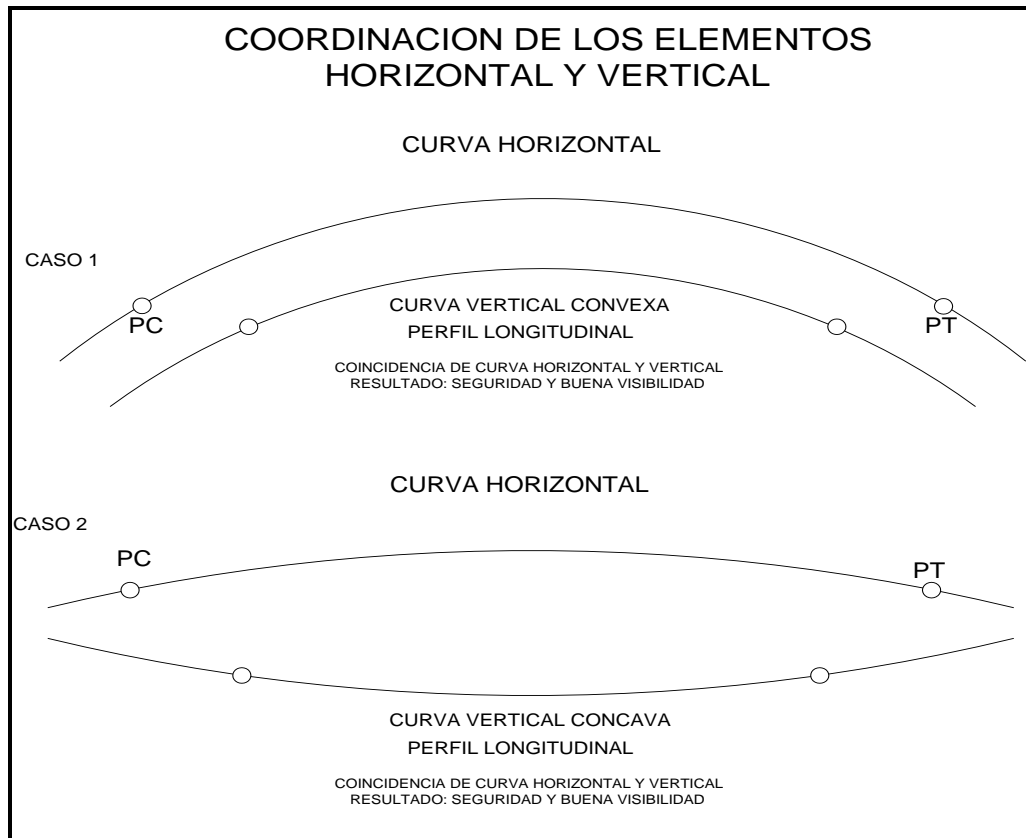 COORDINACION DE LOS ELEMENTOS
HORIZONTAL Y VERTICAL
CURVA HORIZONTAL
CASO 1
PC
PT
CURVA VERTICAL CONVEXA
PERFIL LONGITUDINAL
COINCIDENCIA DE CURVA HORIZONTAL Y VERTICAL
RESULTADO: SEGURIDAD Y BUENA VISIBILIDAD
CURVA HORIZONTAL
CASO 2
PC
PT
CURVA VERTICAL CONCAVA
PERFIL LONGITUDINAL
COINCIDENCIA DE CURVA HORIZONTAL Y VERTICAL
RESULTADO: SEGURIDAD Y BUENA VISIBILIDAD